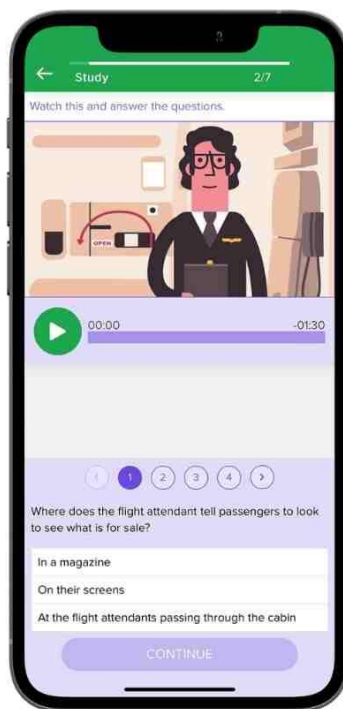 Study 2/7
Watch this and answer the questions.
OPEN
00:00 -01:30
1 2 3 4
Where does the flight attendant tell passengers to look
to see what is for sale?
In a magazine
On their screens
At the flight attendants passing through the cabin
CONTINUE